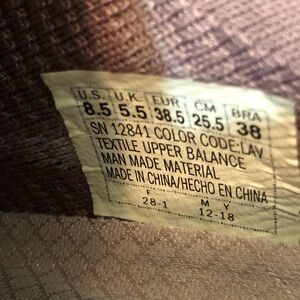 U.S. U.K. EUR CM BRA
8.5 5.5 38.5 25.5 38
SN 12841 COLOR CODE:LAV
TEXTILE UPPER BALANCE
MAN MADE MATERIAL
MADE IN CHINA/HECHO EN CHINA
F M Y
28-1 12-18